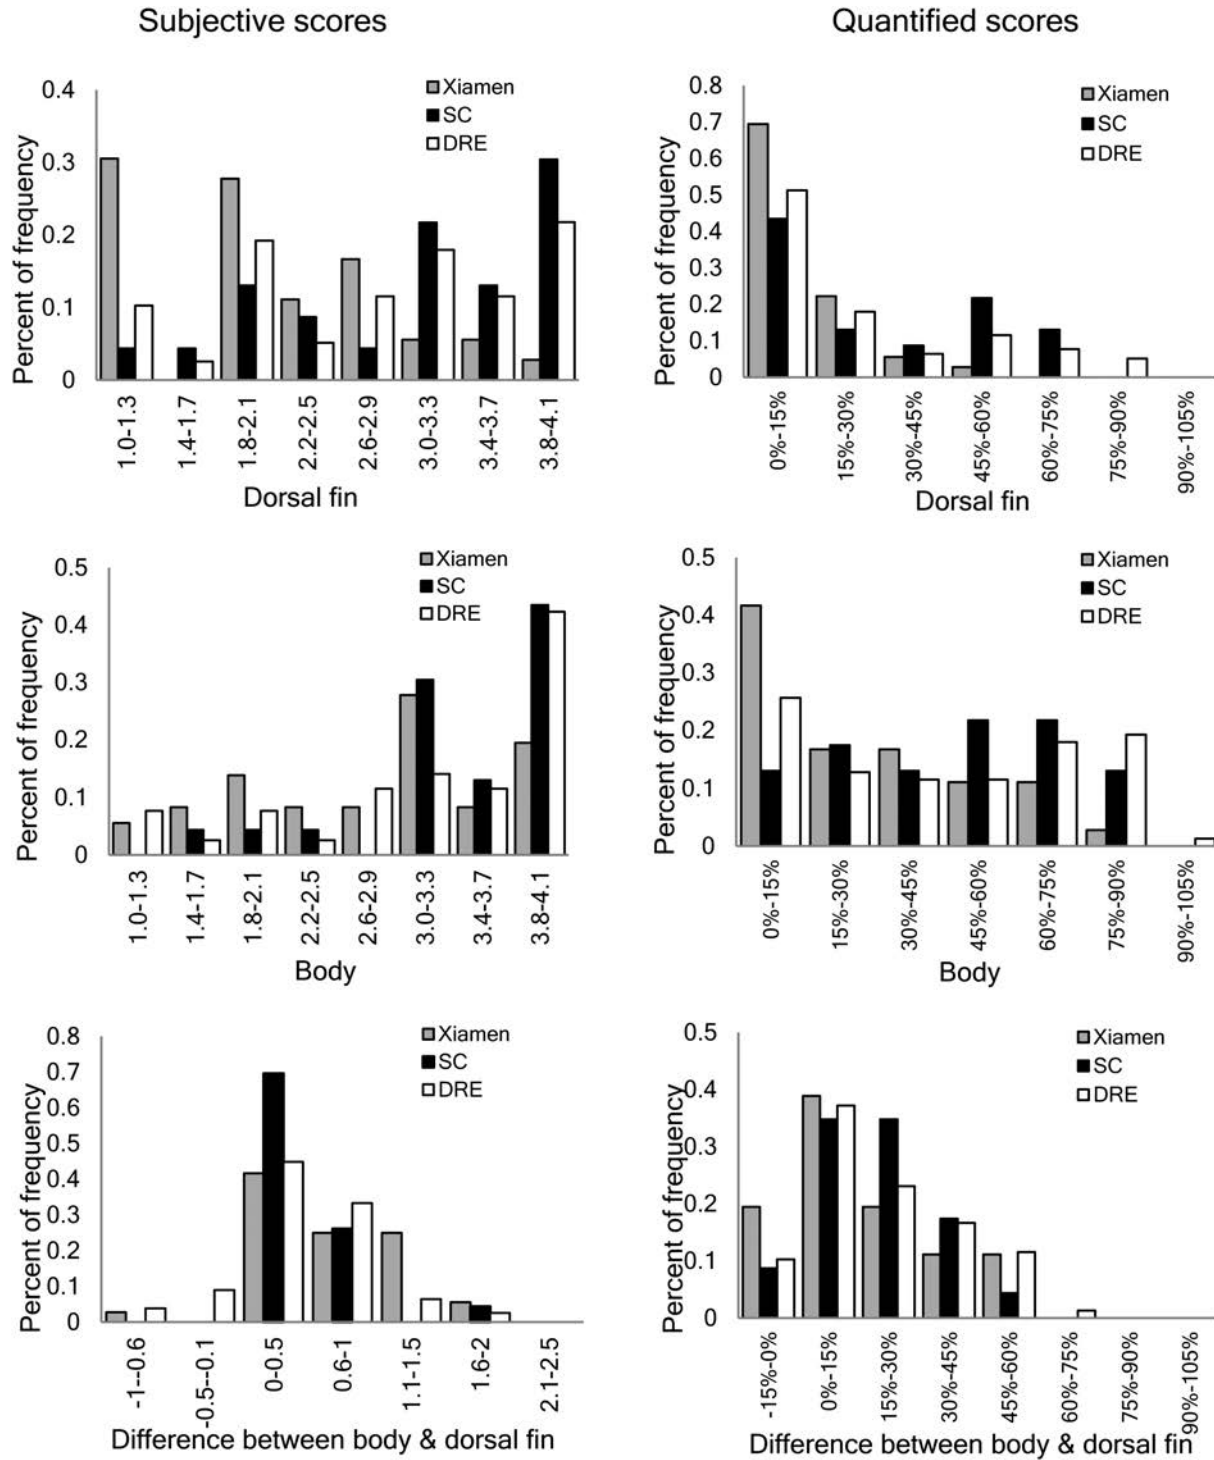 Subjective scores
Quantified scores
Percent of frequency
0.4
0.3
0.2
0.1
0
Xiamen
SC
DRE
1.0-1.3
1.4-1.7
1.8-2.1
2.2-2.5
2.6-2.9
3.0-3.3
3.4-3.7
3.8-4.1
Dorsal fin
Percent of frequency
0.8
0.7
0.6
0.5
0.4
0.3
0.2
0.1
0
Xiamen
SC
DRE
0%-15%
15%-30%
30%-45%
45%-60%
60%-75%
75%-90%
90%-105%
Dorsal fin
Percent of frequency
0.5
0.4
0.3
0.2
0.1
0
Xiamen
SC
DRE
1.0-1.3
1.4-1.7
1.8-2.1
2.2-2.5
2.6-2.9
3.0-3.3
3.4-3.7
3.8-4.1
Body
Percent of frequency
0.5
0.4
0.3
0.2
0.1
0
Xiamen
SC
DRE
0%-15%
15%-30%
30%-45%
45%-60%
60%-75%
75%-90%
90%-105%
Body
Percent of frequency
0.8
0.7
0.6
0.5
0.4
0.3
0.2
0.1
0
Xiamen
SC
DRE
-1--0.6
-0.5--0.1
0-0.5
0.6-1
1.1-1.5
1.6-2
2.1-2.5
Difference between body & dorsal fin
Percent of frequency
0.5
0.4
0.3
0.2
0.1
0
Xiamen
SC
DRE
-15%-0%
0%-15%
15%-30%
30%-45%
45%-60%
60%-75%
75%-90%
90%-105%
Difference between body & dorsal fin